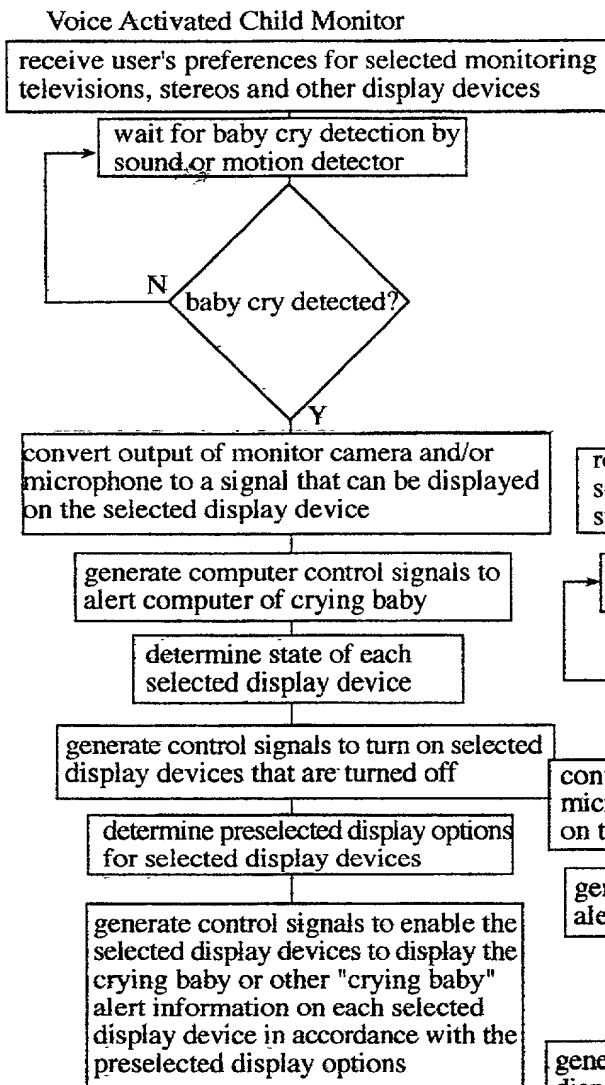 Voice Activated Child Monitor
receive user's preferences for selected monitoring
televisions, stereos and other display devices
wait for baby cry detection by
sound or motion detector
N
baby cry detected?
Y
convert output of monitor camera and/or
microphone to a signal that can be displayed
on the selected display device
generate computer control signals to
alert computer of crying baby
determine state of each
selected display device
generate control signals to turn on selected
display devices that are turned off
determine preselected display options
for selected display devices
generate control signals to enable the
selected display devices to display the
crying baby or other "crying baby"
alert information on each selected
display device in accordance with the
preselected display options
on t